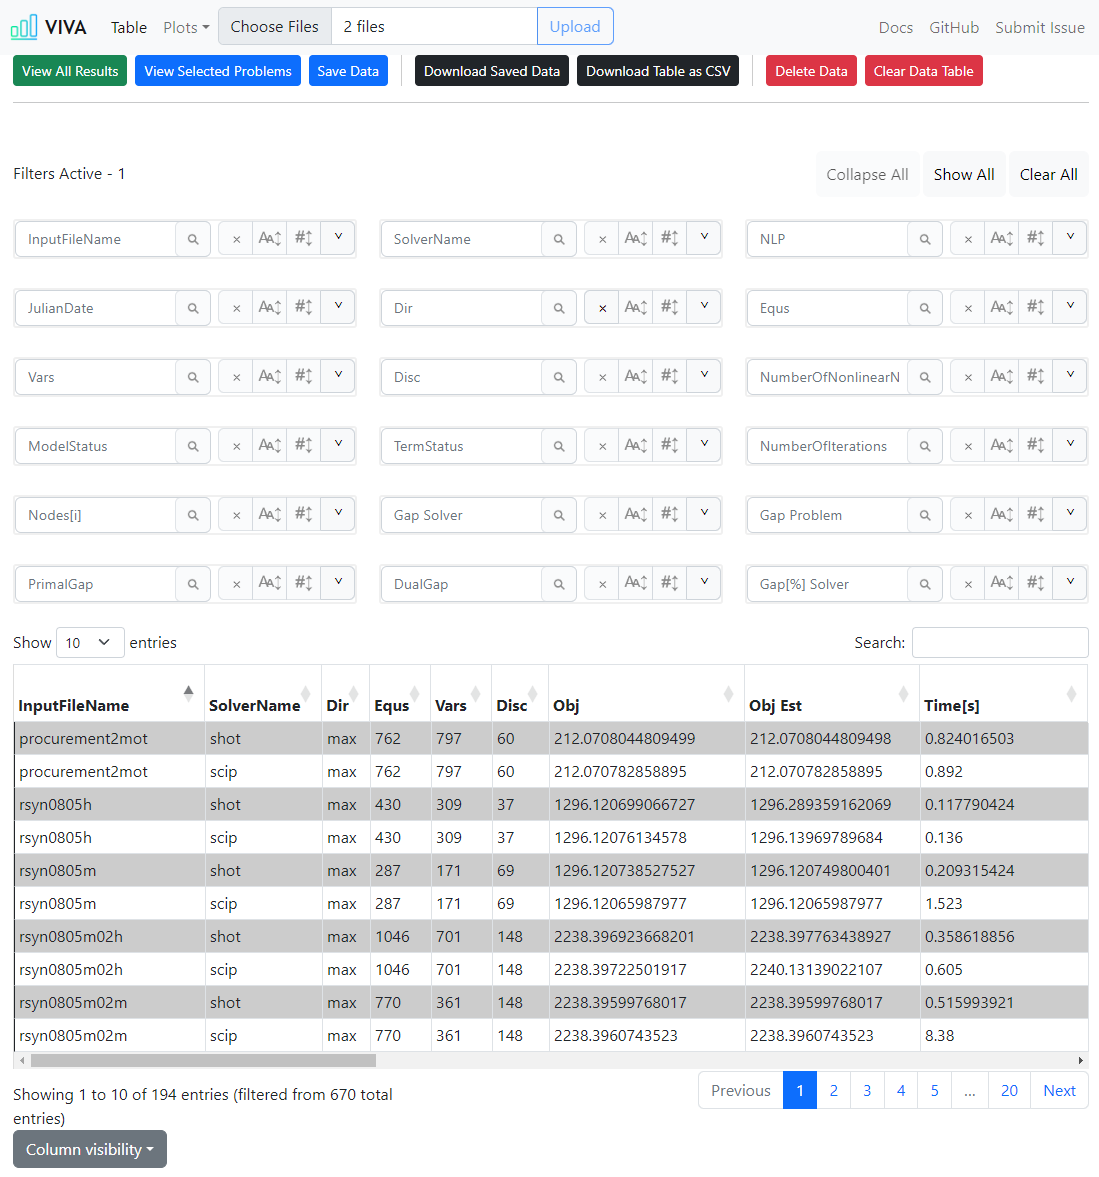 VIVA Table Plots Choose Files 2 files Upload Docs GitHub Submit Issue
View All Results View Selected Problems Save Data Download Saved Data Download Table as CSV Delete Data Clear Data Table
Filters Active - 1 Collapse All Show All Clear All
InputFileName × AA #  v SolverName × AA # v NLP × AA # v
JulianDate × AA # v Dir × AA # v Equs × AA # v
Vars × AA # v Disc × AA # v NumberOfNonlinearN × AA # v
ModelStatus × AA # v TermStatus × AA # v NumberOfIterations × AA # v
Nodes[i] × AA # v Gap Solver × AA # v Gap Problem × AA # v
PrimalGap × AA # v DualGap × AA # v Gap[%] Solver × AA # v
Show 10 entries Search:
InputFileName SolverName Dir Equs Vars Disc Obj Obj Est Time[s]
procurement2mot shot max 762 797 60 212.0708044809499 212.0708044809498 0.824016503
procurement2mot scip max 762 797 60 212.070782858895 212.070782858895 0.892
rsyn0805h shot max 430 309 37 1296.120699066727 1296.289359162069 0.117790424
rsyn0805h scip max 430 309 37 1296.12076134578 1296.13969789684 0.136
rsyn0805m shot max 287 171 69 1296.120738527527 1296.120749800401 0.209315424
rsyn0805m scip max 287 171 69 1296.12065987977 1296.12065987977 1.523
rsyn0805m02h shot max 1046 701 148 2238.396923668201 2238.397763438927 0.358618856
rsyn0805m02h scip max 1046 701 148 2238.39722501917 2240.13139022107 0.605
rsyn0805m02m shot max 770 361 148 2238.39599768017 2238.39599768017 0.515993921
rsyn0805m02m scip max 770 361 148 2238.3960743523 2238.3960743523 8.38
Showing 1 to 10 of 194 entries (filtered from 670 total
entries)
Previous 1 2 3 4 5 ... 20 Next
Column visibility